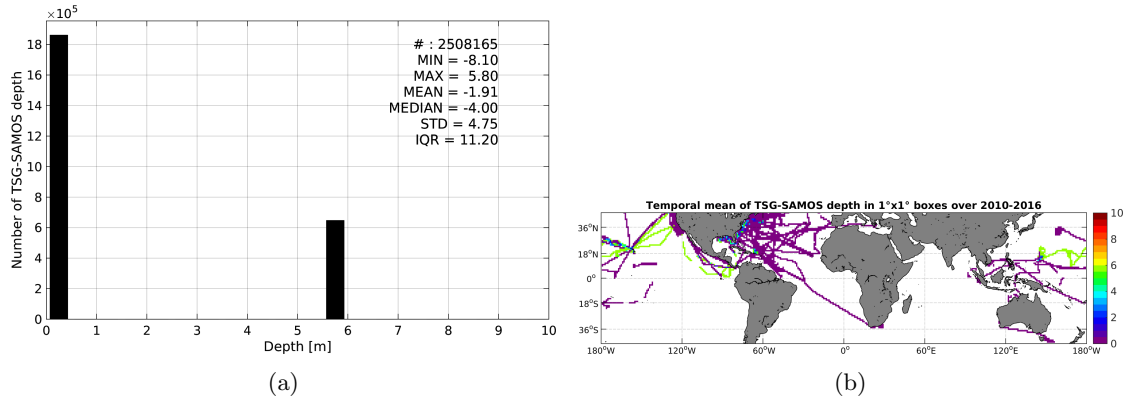 ×10⁵
18
16
14
12
10
8
6
4
2
0
Number of TSG-SAMOS depth
# : 2508165
MIN = -8.10
MAX = 5.80
MEAN = -1.91
MEDIAN = -4.00
STD = 4.75
IQR = 11.20
0 1 2 3 4 5 6 7 8 9 10
Depth [m]
(a)
Temporal mean of TSG-SAMOS depth in 1°x1° boxes over 2010-2016
36°N
18°N
0°
18°S
36°S
180°W 120°W 60°W 0° 60°E 120°E 180°W
10
8
6
4
2
0
(b)